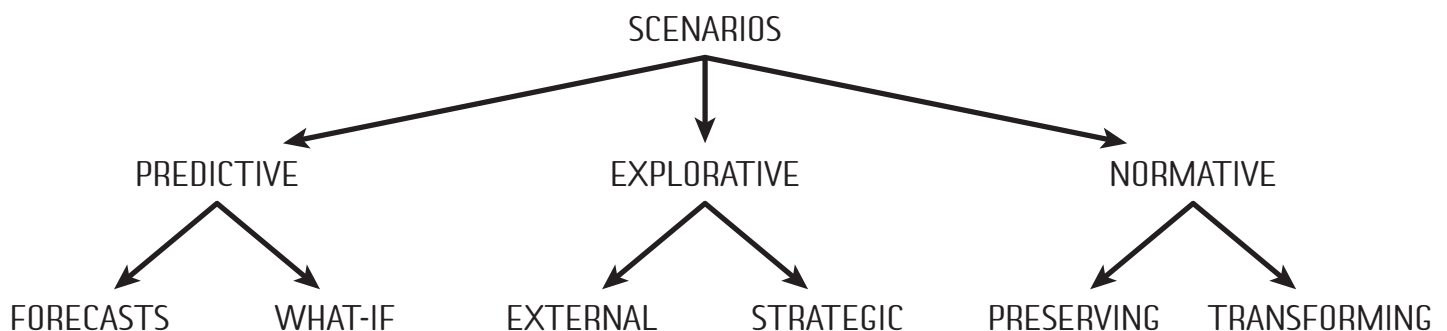 SCENARIOS
PREDICTIVE EXPLORATIVE NORMATIVE
FORECASTS WHAT-IF EXTERNAL STRATEGIC PRESERVING TRANSFORMING